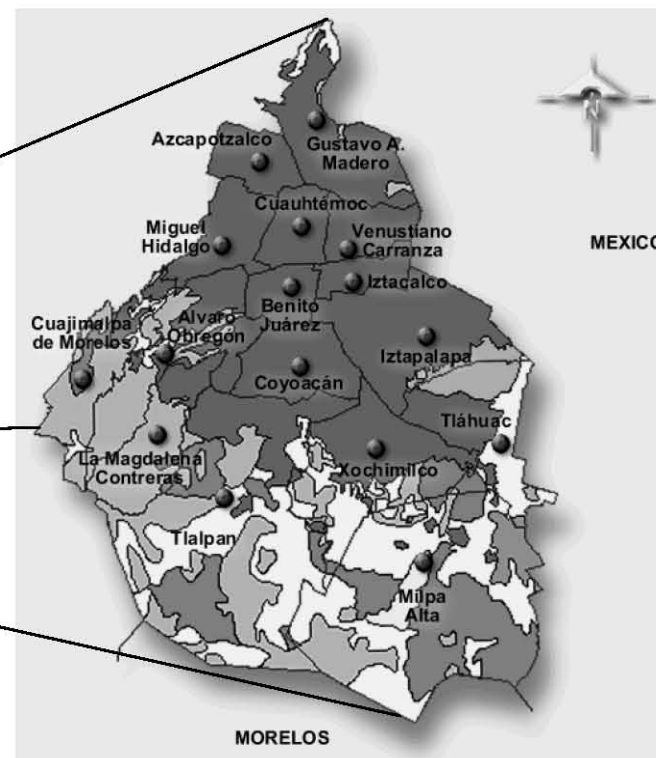 Azcapotzalco
Gustavo A.
Madero
Cuauhtémoc
Miguel
Hidalgo
Venustiano
Carranza
N
MEXICO
Iztacalco
Benito
Juárez
Cuajimalpa
de Morelos
Alvaro
Obregón
Iztapalapa
Coyoacán
Tláhuac
La Magdalena
Contreras
Xochimilco
Tlalpan
Milpa
Alta
MORELOS